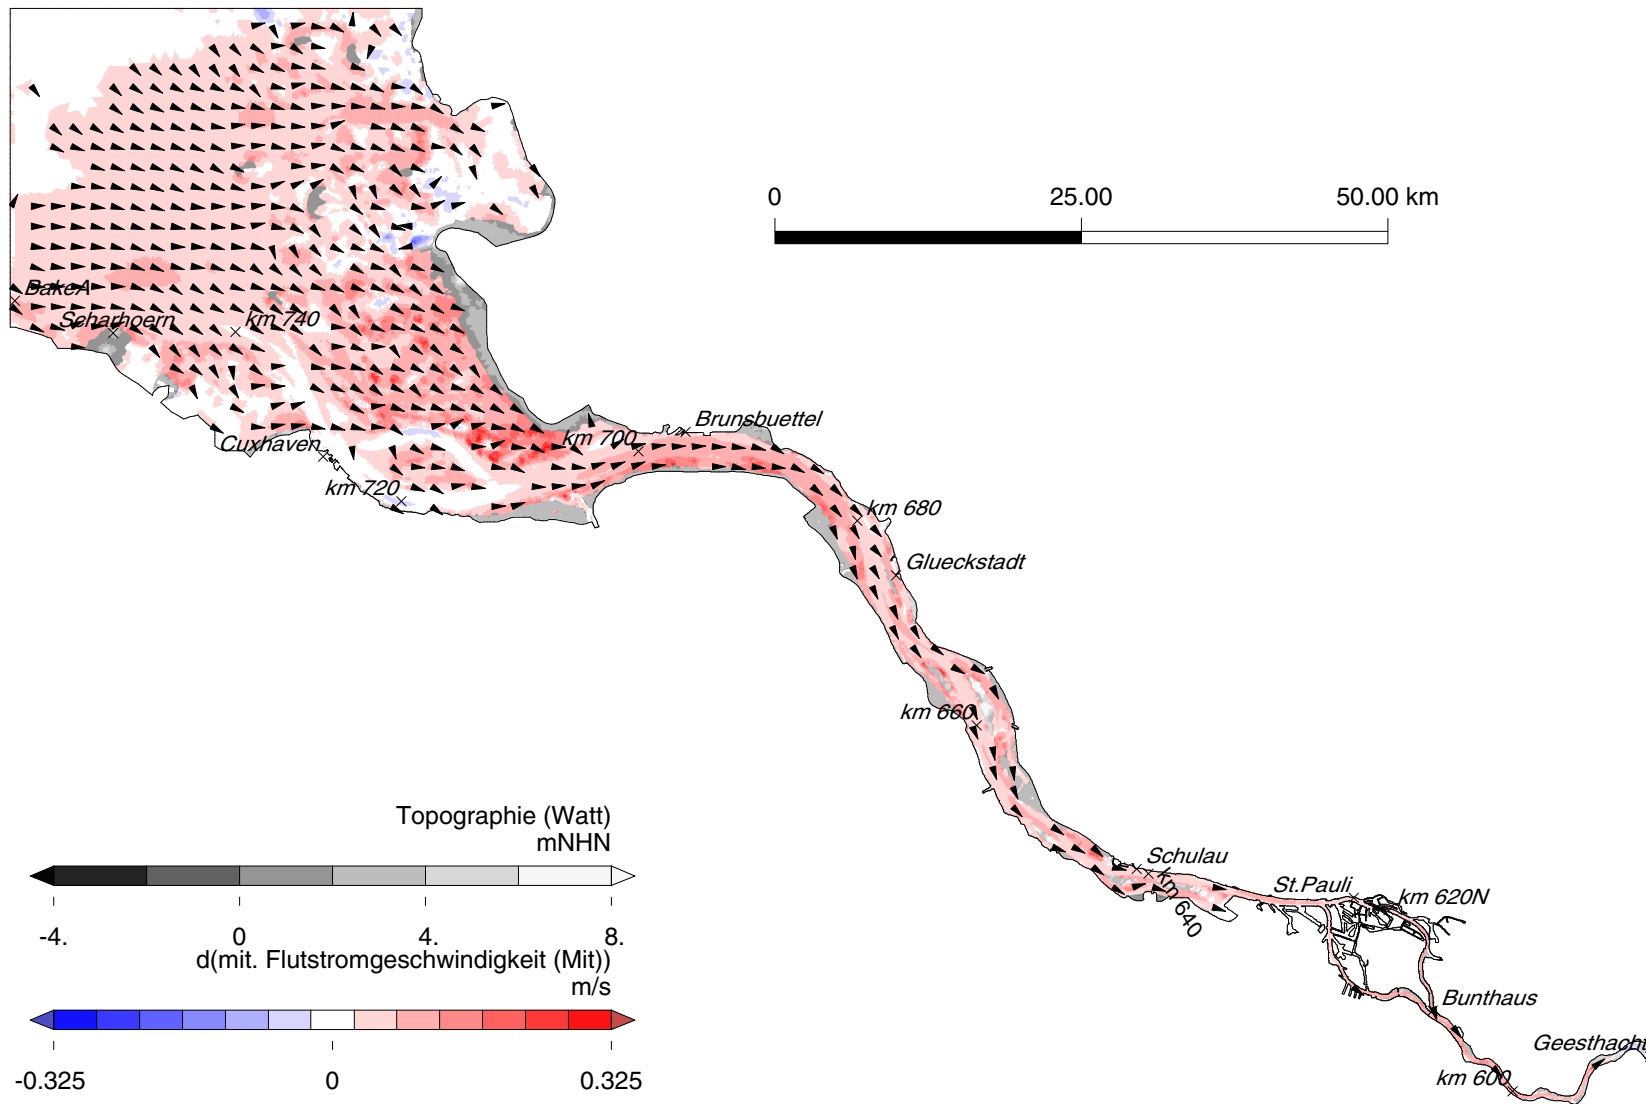 0 25.00 50.00 km
BakeA
Scharhoern
km 740
Cuxhaven
km 720
km 700
Brunsbuettel
km 680
Glueckstadt
km 660
Schulau
km 640
St.Pauli
km 620N
Bunthaus
Geesthacht
km 600
Topographie (Watt)
mNHN
-4. 0 4. 8.
d(mit. Flutstromgeschwindigkeit (Mit))
m/s
-0.325 0 0.325